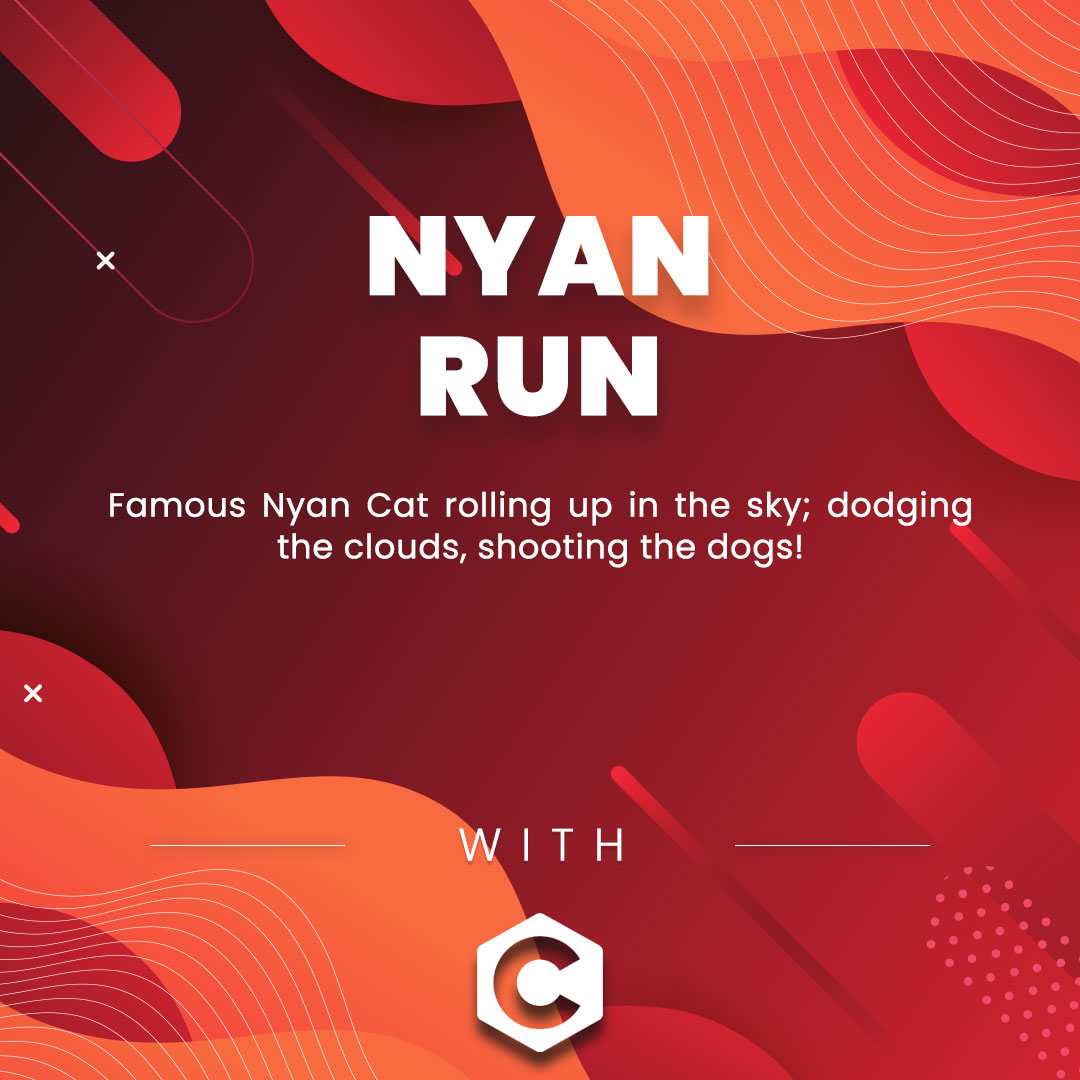 NYAN
RUN
Famous Nyan Cat rolling up in the sky; dodging
the clouds, shooting the dogs!
WITH
C